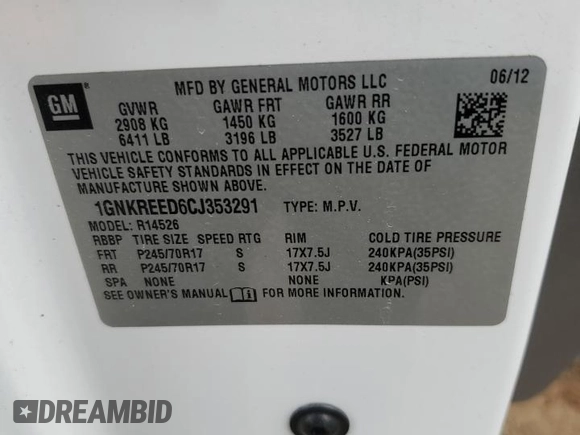 GM
®
MFD BY GENERAL MOTORS LLC 06/12
GVWR GAWR FRT GAWR RR
2908 KG 1450 KG 1600 KG
6411 LB 3196 LB 3527 LB
THIS VEHICLE CONFORMS TO ALL APPLICABLE U.S. FEDERAL MOTOR
VEHICLE SAFETY STANDARDS IN EFFECT ON THE DATE OF
MANUFACTURE SHOWN ABOVE.
1GNKREED6CJ353291 TYPE: M.P.V.
MODEL: R14526
RBBP TIRE SIZE SPEED RTG RIM COLD TIRE PRESSURE
FRT P245/70R17 S 17X7.5J 240KPA(35PSI)
RR P245/70R17 S 17X7.5J 240KPA(35PSI)
SPA NONE NONE KPA(PSI)
SEE OWNER'S MANUAL FOR MORE INFORMATION.
DREAMBID